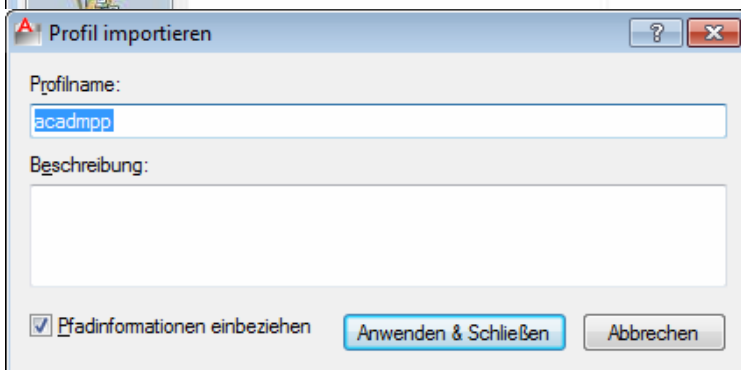 Profil importieren
Profilname:
acadmpp
Beschreibung:
Pfadinformationen einbeziehen
Anwenden & Schließen
Abbrechen